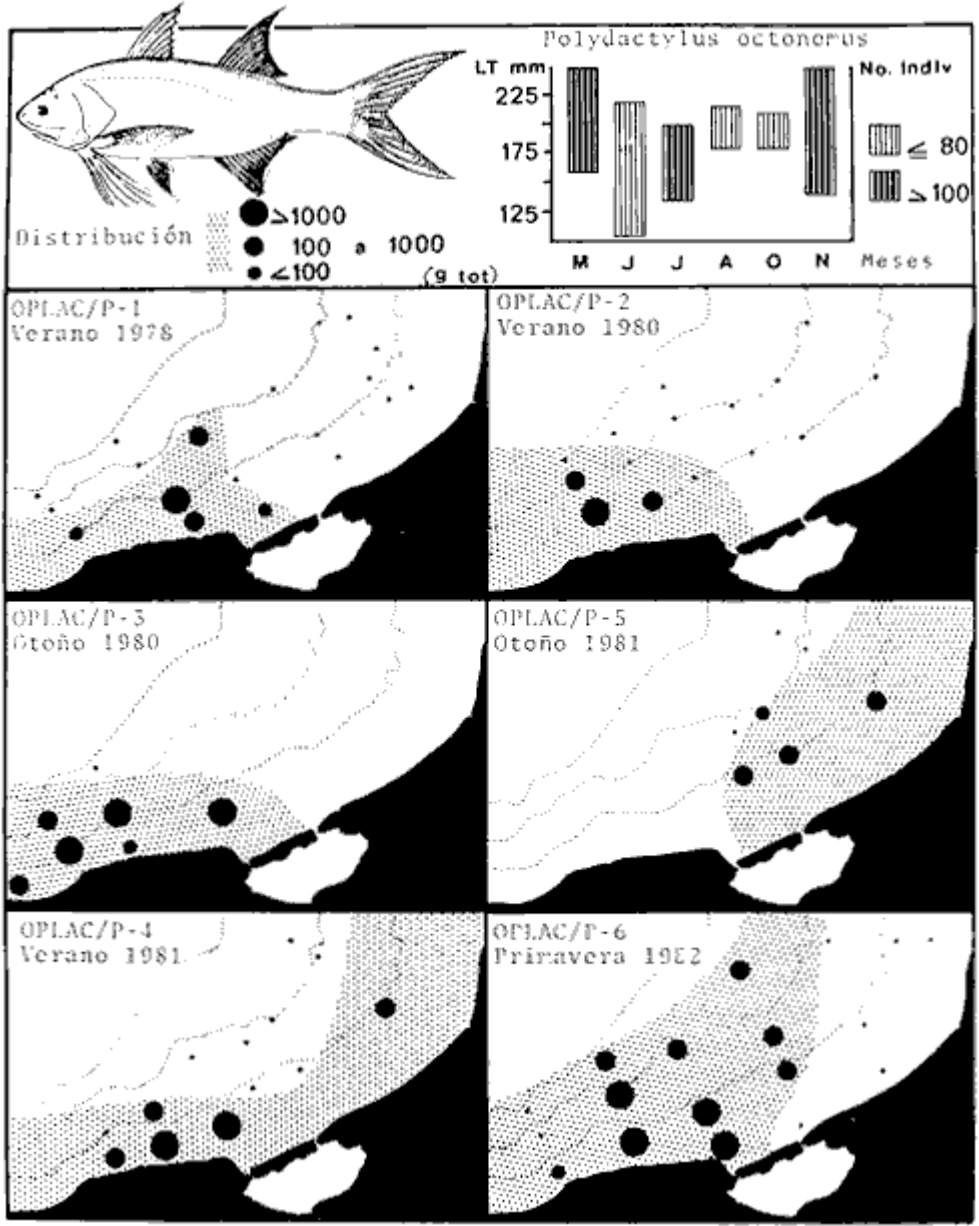 Polydactylus octonemus
LT mm
225
175
125
M J J A O N Meses
No. indiv
≤ 80
≥ 100
Distribución
≥1000
100 a 1000
<100
(9 tot)
OPLAC/P-1
Verano 1978
OPLAC/P-2
Verano 1980
OPLAC/P-3
Otoño 1980
OPLAC/P-5
Otoño 1981
OPLAC/P-4
Verano 1981
OPLAC/P-6
Primavera 1982